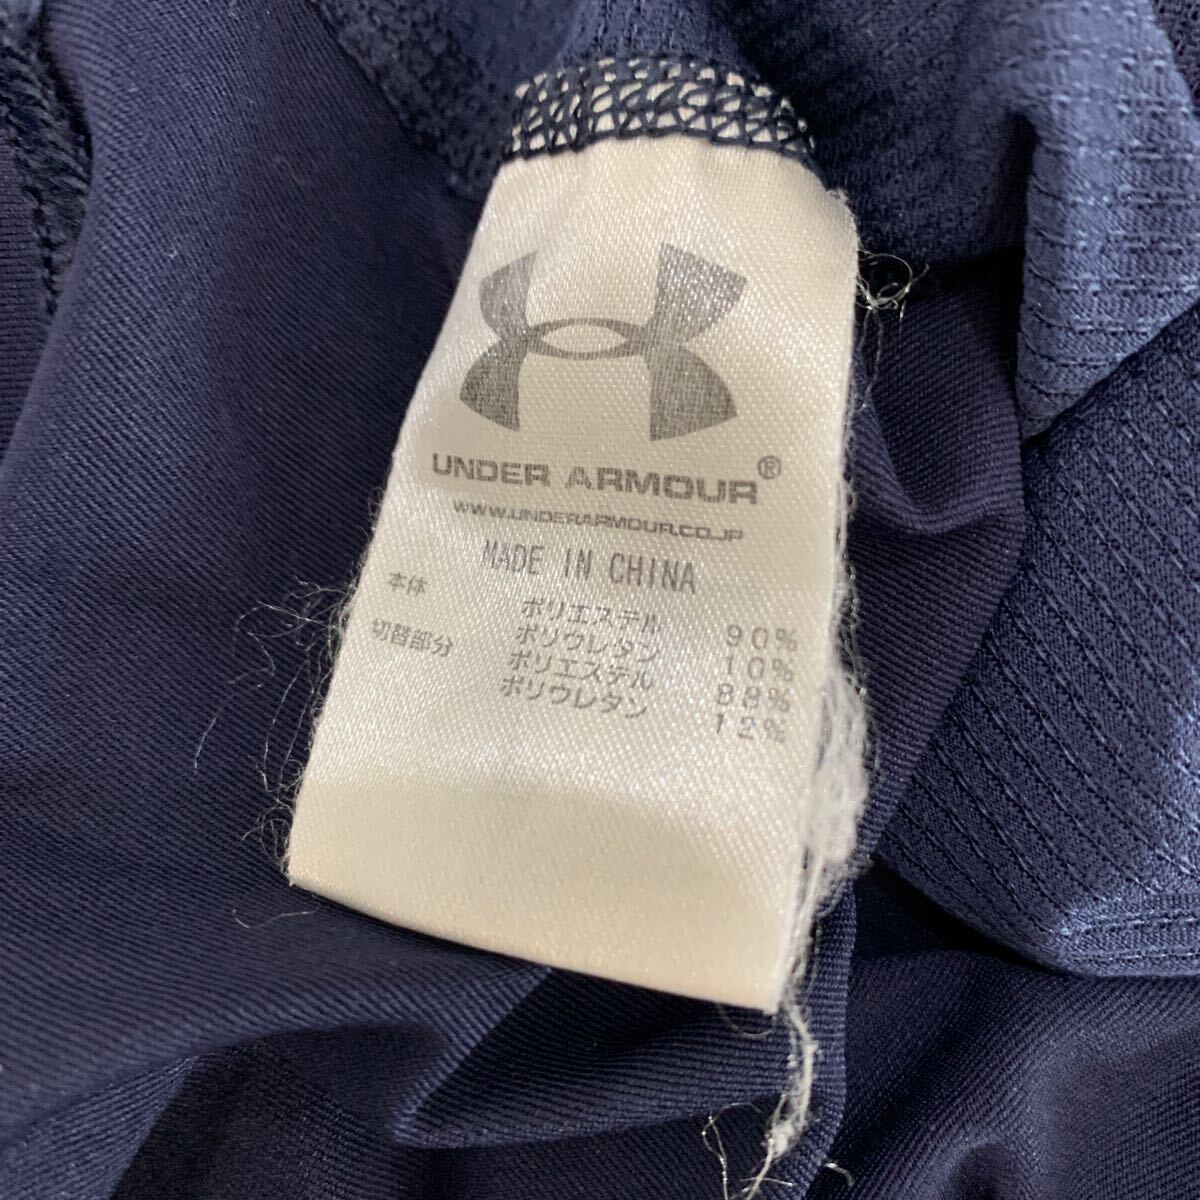 UNDER ARMOUR®
WWW.UNDERARMOUR.CO.JP
MADE IN CHINA
本体 ポリエステル 90%
ポリウレタン 10%
切替部分 ポリエステル 88%
ポリウレタン 12%